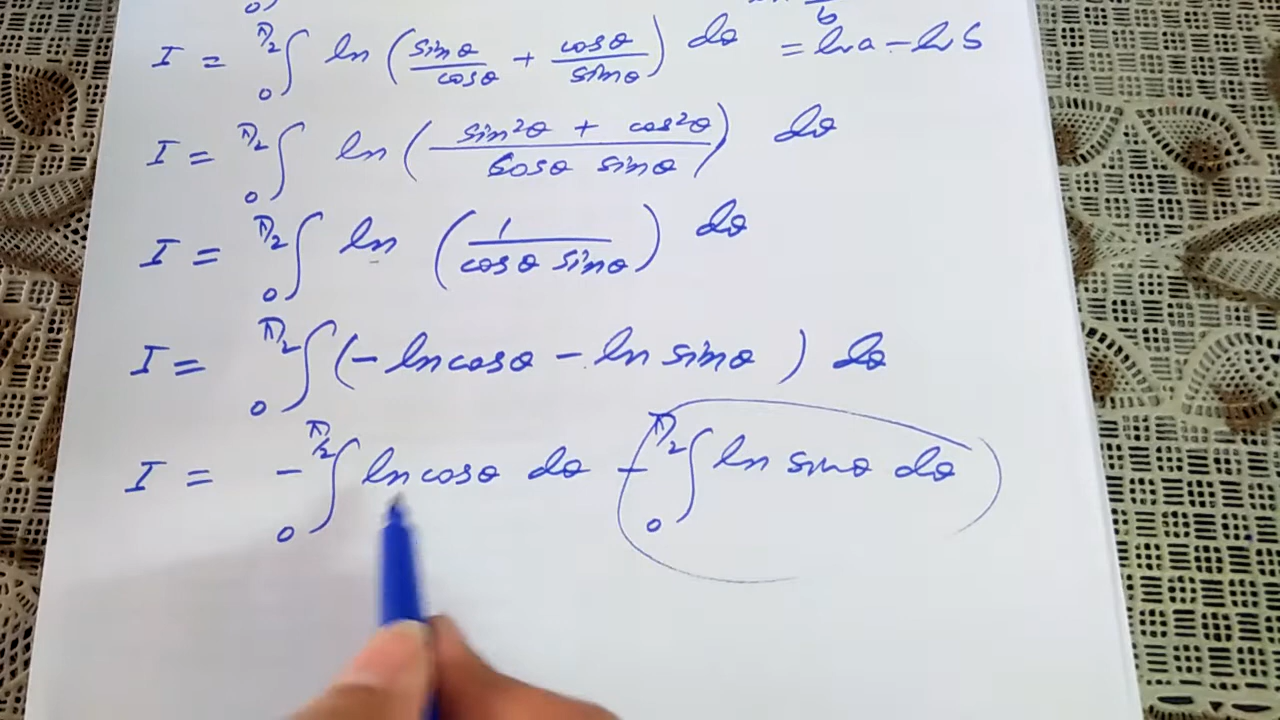 I = ∫₀^{π/2} ln (sinθ/cosθ + cosθ/sinθ) dθ = ln a - ln b
I = ∫₀^{π/2} ln (sin²θ + cos²θ / cosθ sinθ) dθ
I = ∫₀^{π/2} ln (1 / cosθ sinθ) dθ
I = ∫₀^{π/2} (- ln cosθ - ln sinθ) dθ
I = - ∫₀^{π/2} ln cosθ dθ - ∫₀^{π/2} ln sinθ dθ